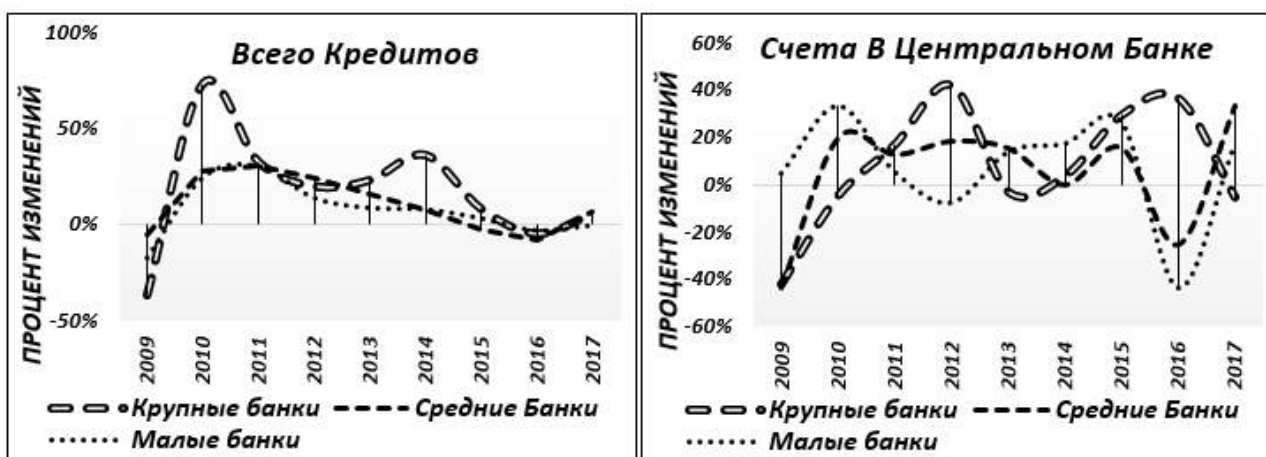 Всего Кредитов
ПРОЦЕНТ ИЗМЕНЕНИЙ
100%
50%
0%
-50%
2009
2010
2011
2012
2013
2014
2015
2016
2017
Крупные банки
Средние Банки
Малые банки
Счета В Центральном Банке
ПРОЦЕНТ ИЗМЕНЕНИЙ
60%
40%
20%
0%
-20%
-40%
-60%
2009
2010
2011
2012
2013
2014
2015
2016
2017
Крупные банки
Средние Банки
Малые банки